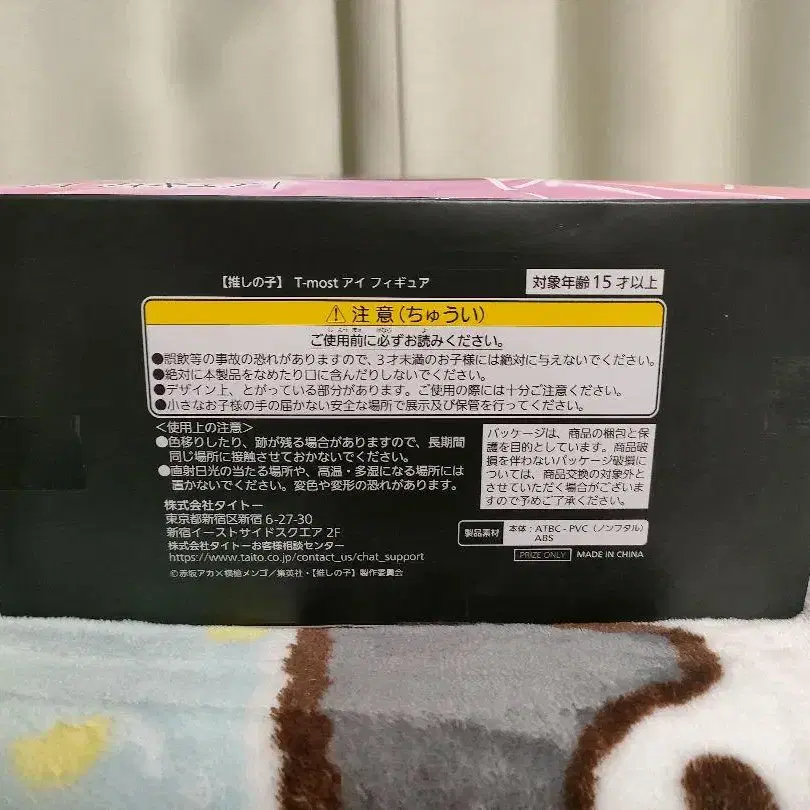 【推しの子】 T-most アイ フィギュア
対象年齢15才以上
⚠注意(ちゅうい)
ご使用前に必ずお読みください。
●誤飲等の事故の恐れがありますので、3才未満のお子様には絶対に与えないでください。
●絶対に本製品をなめたり口に含んだりしないでください。
●デザイン上、とがっている部分があります。ご使用の際には十分ご注意ください。
●小さなお子様の手の届かない安全な場所で展示及び保管を行ってください。
<使用上の注意>
●色移りしたり、跡が残る場合がありますので、長期間
同じ場所に接触させておかないでください。
●直射日光の当たる場所や、高温・多湿になる場所には
置かないでください。変色や変形の恐れがあります。
パッケージは、商品の梱包と保
護を目的としています。商品破
損を伴わないパッケージ破損に
ついては、商品交換の対象外と
させていただく場合がございま
すので予めご了承ください。
株式会社タイトー
東京都新宿区新宿 6-27-30
新宿イーストサイドスクエア 2F
株式会社タイトーお客様相談センター
https://www.taito.co.jp/contact_us/chat_support
©赤坂アカ×横槍メンゴ/集英社・【推しの子】製作委員会
製品素材
本体:ATBC-PVC(ノンフタル)
ABS
PRIZE ONLY
MADE IN CHINA